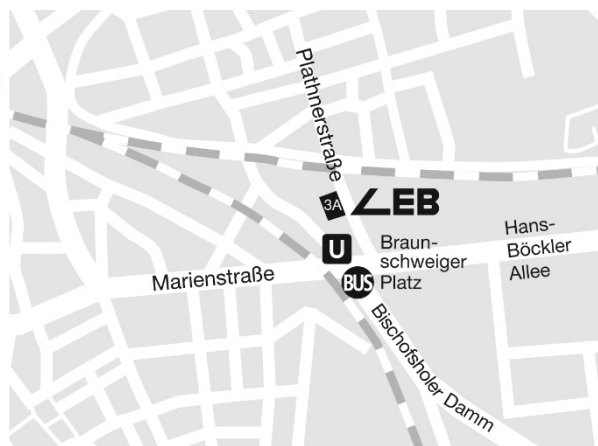 Plathnerstraße
3A
LEB
U
Braun-
schweiger
Platz
BUS
Hans-
Böckler
Allee
Marienstraße
Bischofsholer Damm